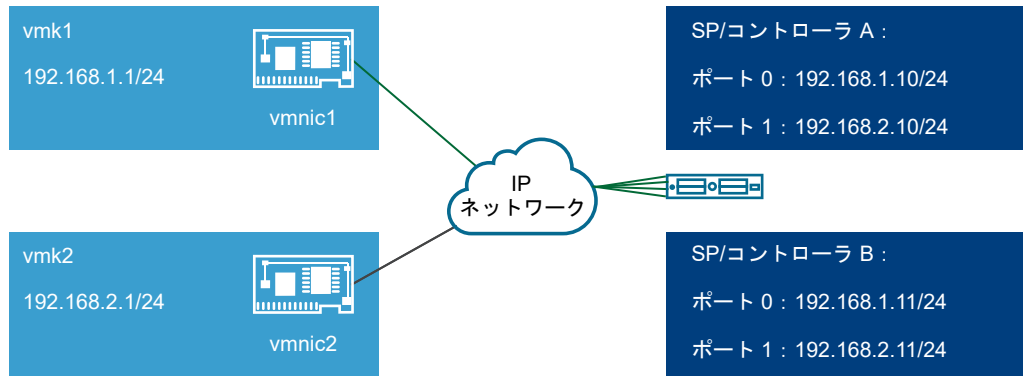 vmk1
192.168.1.1/24
vmnic1
IP
ネットワーク
vmk2
192.168.2.1/24
vmnic2
SP/コントローラ A：
ポート 0：192.168.1.10/24
ポート 1：192.168.2.10/24
SP/コントローラ B：
ポート 0：192.168.1.11/24
ポート 1：192.168.2.11/24